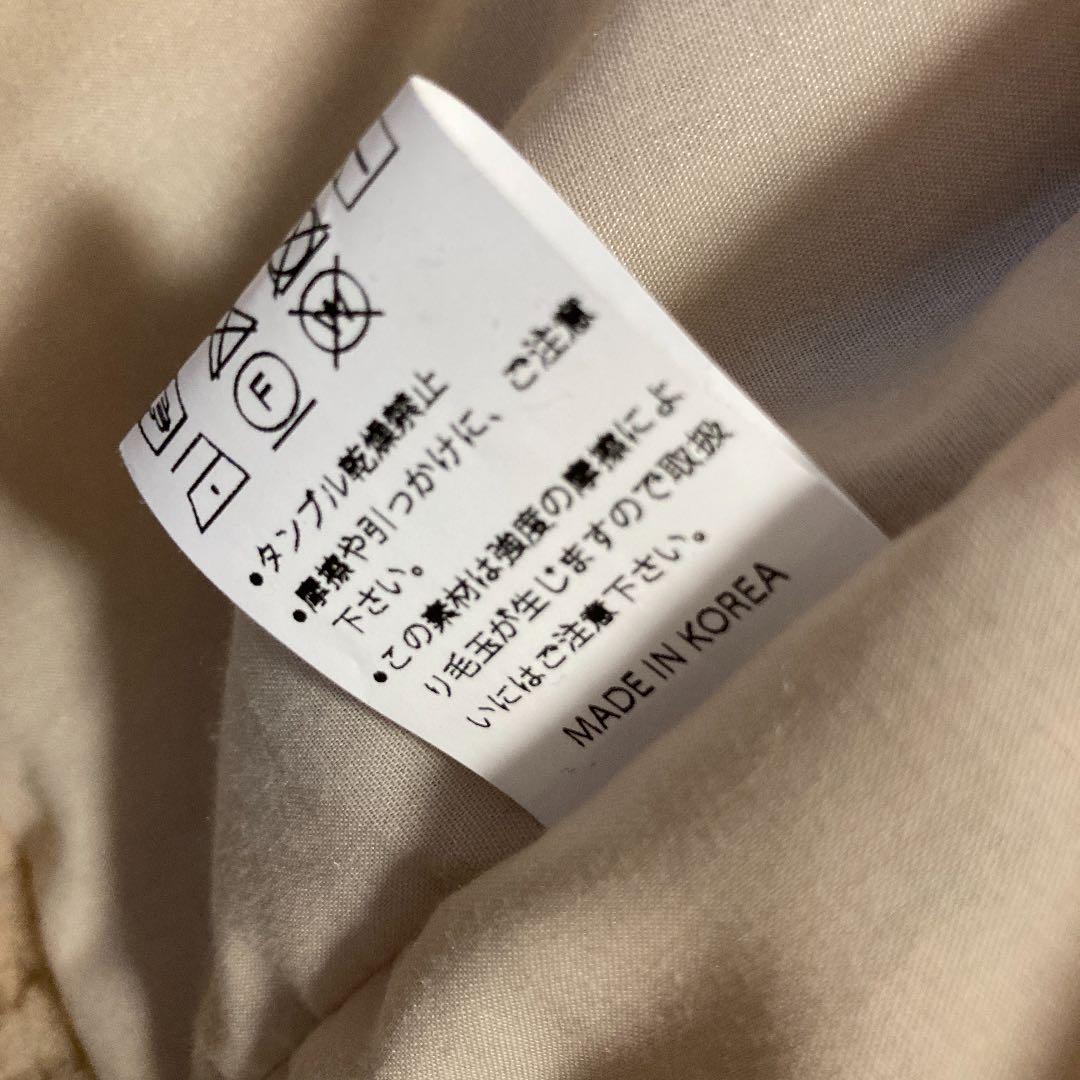 F
W
・タンブル乾燥禁止
・摩擦や引っかけに、ご注意
下さい。
・この素材は強度の摩擦によ
り毛玉が生じますので取扱
いにはご注意下さい。
MADE IN KOREA